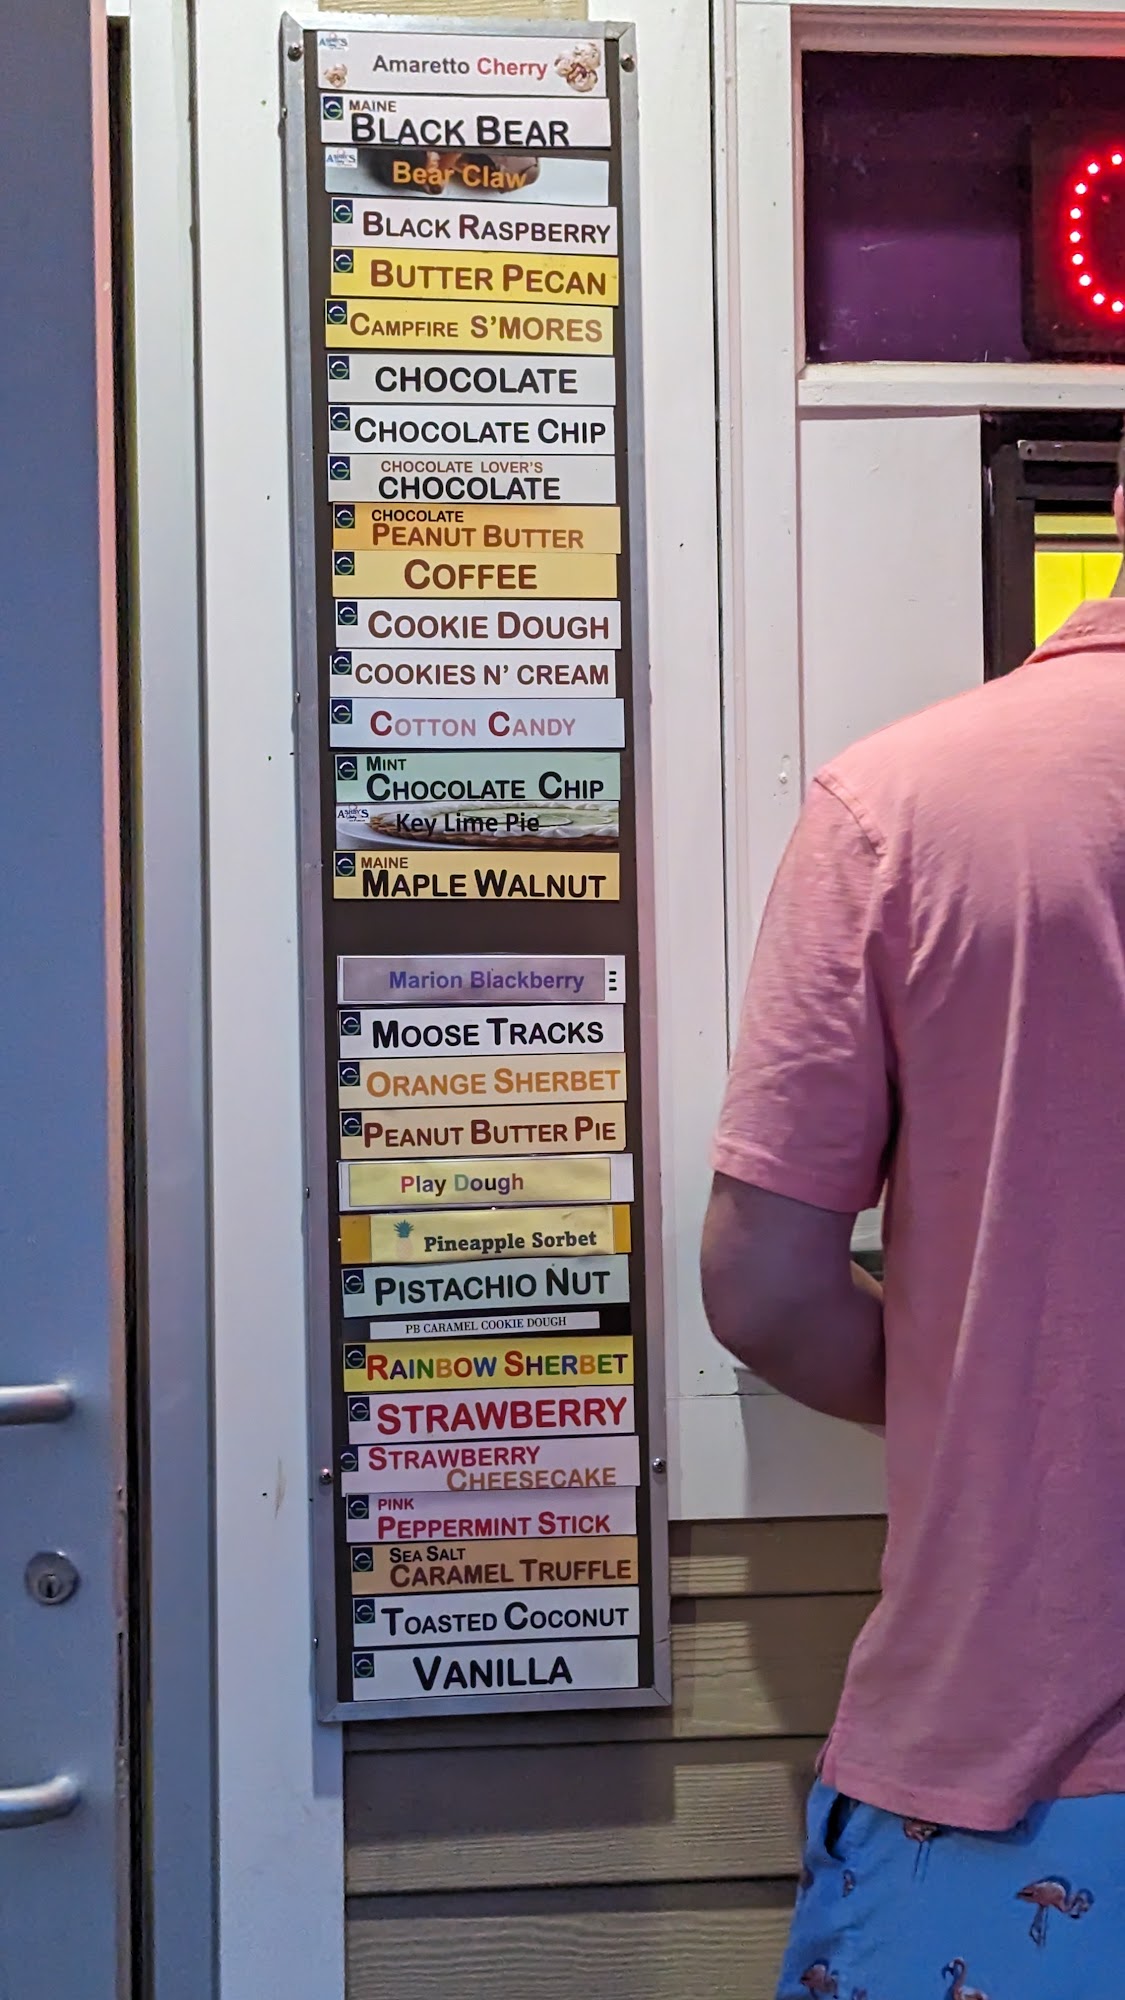 Amaretto Cherry
MAINE
BLACK BEAR
Bear Claw
BLACK RASPBERRY
BUTTER PECAN
CAMPFIRE S'MORES
CHOCOLATE
CHOCOLATE CHIP
CHOCOLATE LOVER'S
CHOCOLATE
CHOCOLATE
PEANUT BUTTER
COFFEE
COOKIE DOUGH
COOKIES N' CREAM
COTTON CANDY
MINT
CHOCOLATE CHIP
Key Lime Pie
MAINE
MAPLE WALNUT
Marion Blackberry
MOOSE TRACKS
ORANGE SHERBET
PEANUT BUTTER PIE
Play Dough
Pineapple Sorbet
PISTACHIO NUT
PB CARAMEL COOKIE DOUGH
RAINBOW SHERBET
STRAWBERRY
STRAWBERRY
CHEESECAKE
PINK
PEPPERMINT STICK
SEA SALT
CARAMEL TRUFFLE
TOASTED COCONUT
VANILLA